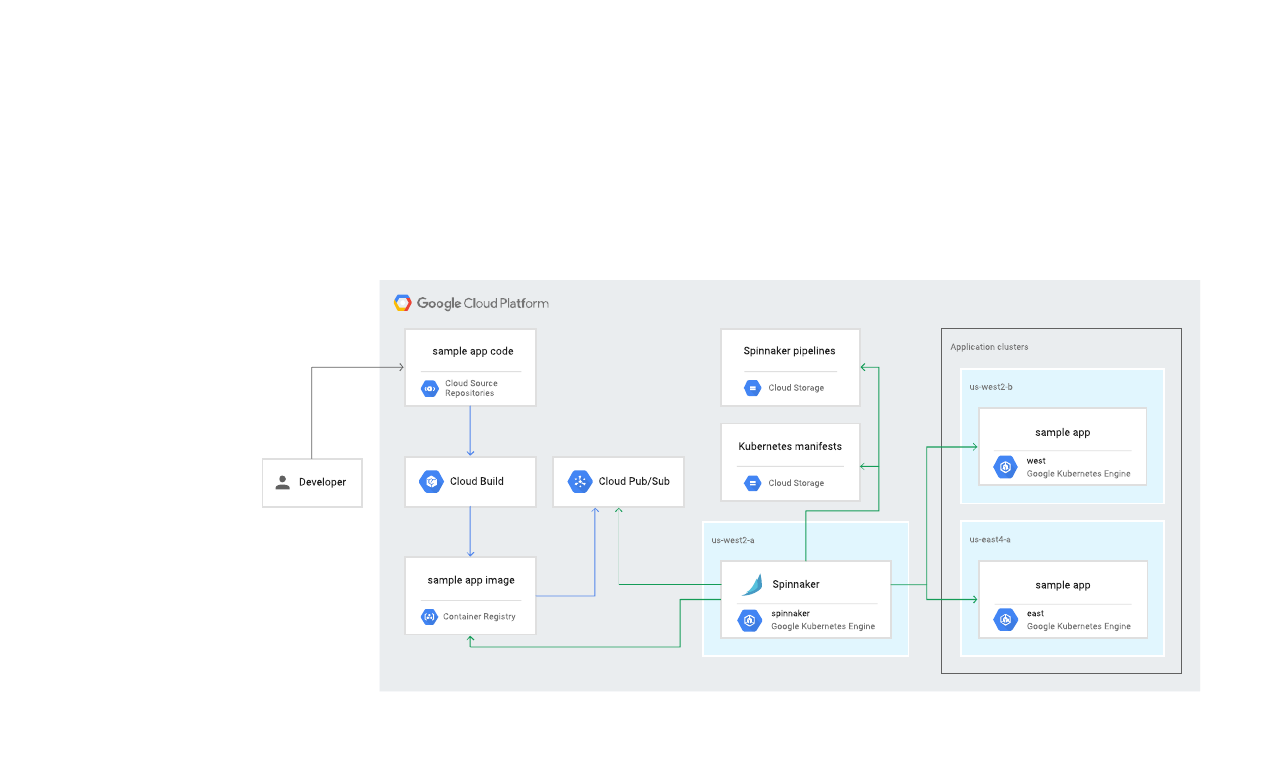 Google Cloud Platform
sample app code
Cloud Source
Repositories
Spinnaker pipelines
Cloud Storage
Application clusters
us-west2-b
sample app
west
Google Kubernetes Engine
Kubernetes manifests
Cloud Storage
Developer
Cloud Build
Cloud Pub/Sub
us-west2-a
Spinnaker
spinnaker
Google Kubernetes Engine
us-east4-a
sample app
east
Google Kubernetes Engine
sample app image
Container Registry